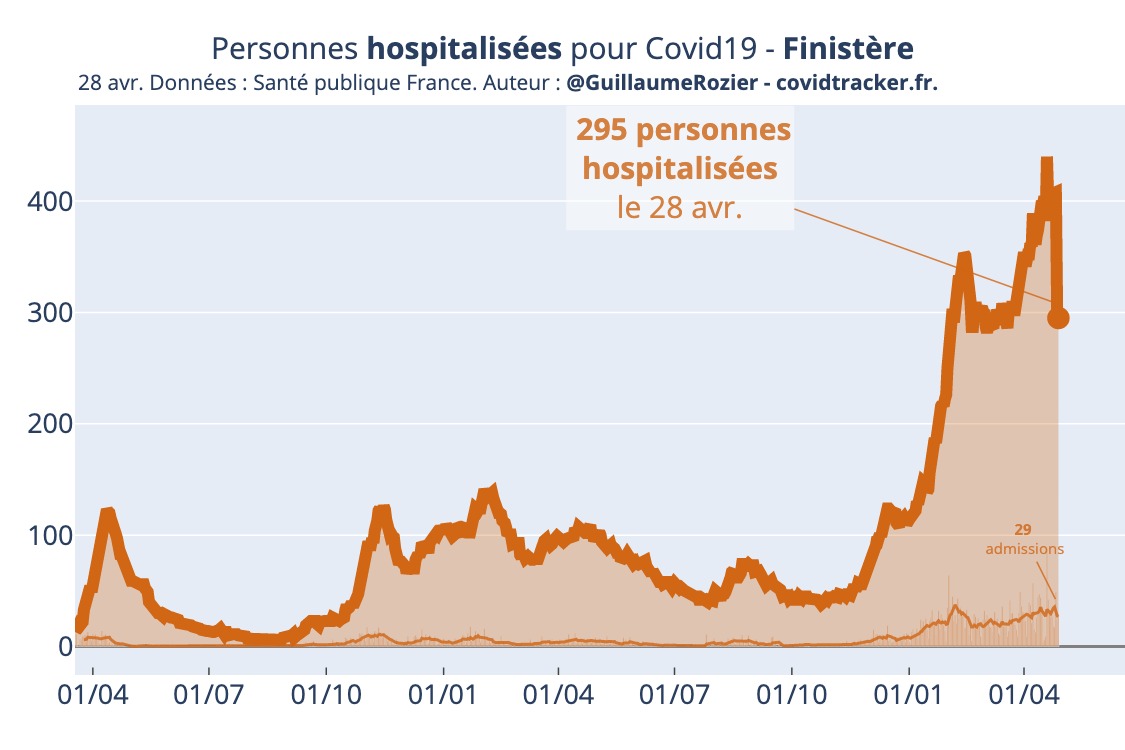 Personnes hospitalisées pour Covid19 - Finistère
28 avr. Données : Santé publique France. Auteur : @GuillaumeRozier - covidtracker.fr.
295 personnes
hospitalisées
le 28 avr.
400
300
200
100
0
29
admissions
01/04 01/07 01/10 01/01 01/04 01/07 01/10 01/01 01/04